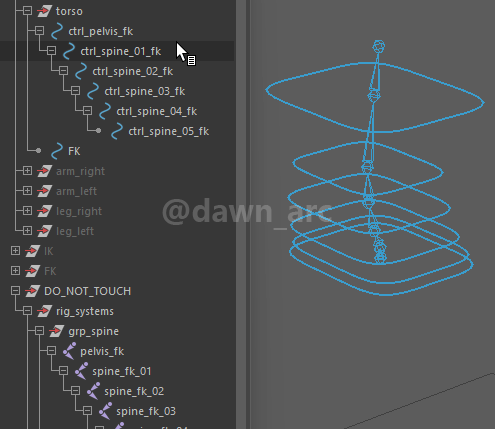 torso
ctrl_pelvis_fk
ctrl_spine_01_fk
ctrl_spine_02_fk
ctrl_spine_03_fk
ctrl_spine_04_fk
ctrl_spine_05_fk
FK
arm_right
arm_left
leg_right
leg_left
@dawn_arc
IK
FK
DO_NOT_TOUCH
rig_systems
grp_spine
pelvis_fk
spine_fk_01
spine_fk_02
spine_fk_03